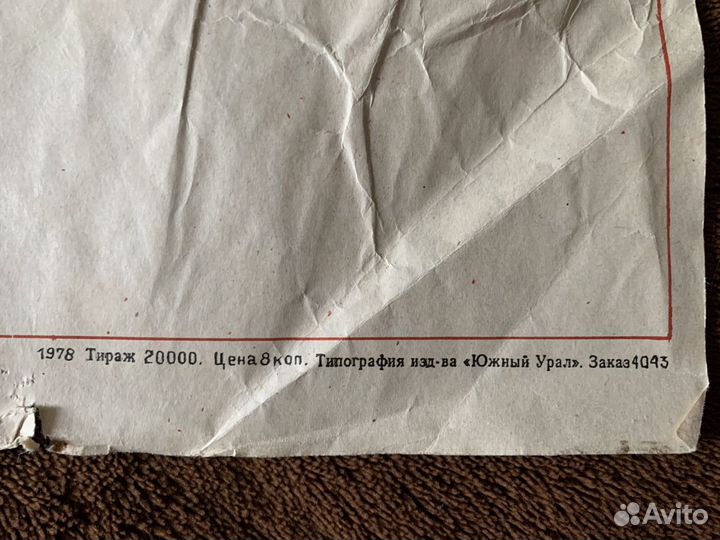 1978 Тираж 20000. Цена 8 коп. Типография изд-ва «Южный Урал». Заказ 4043
Avito